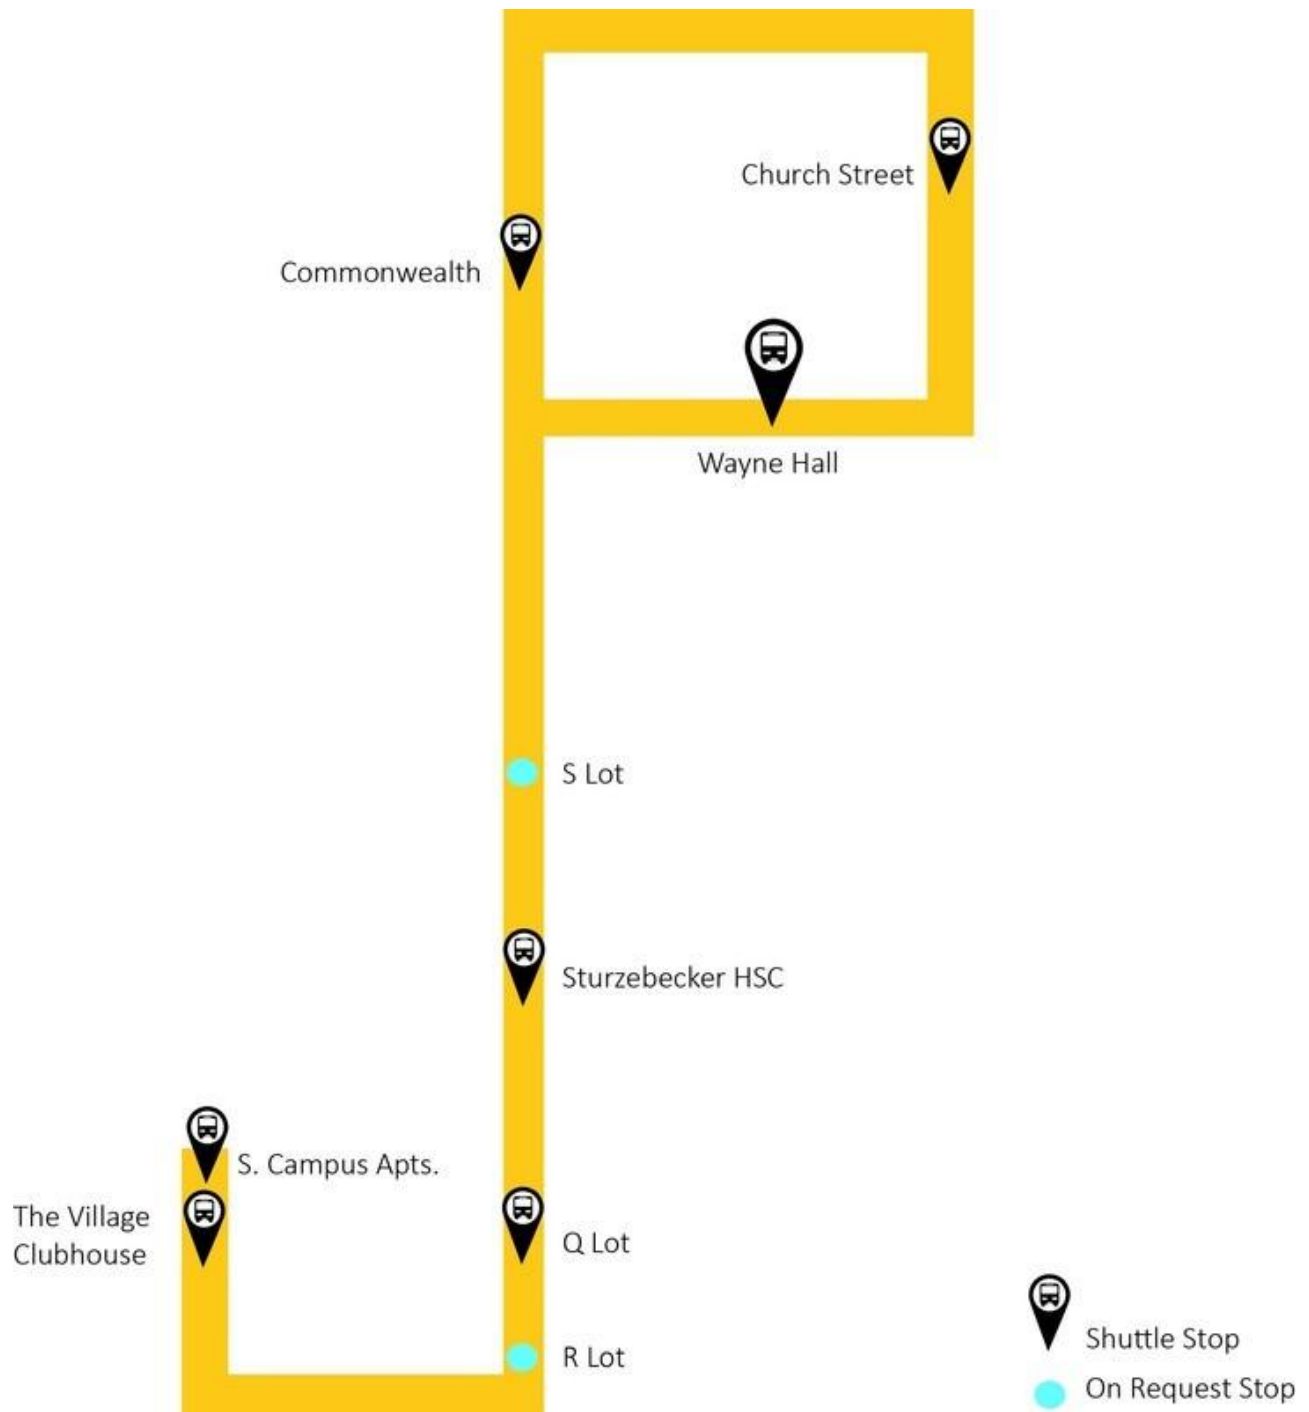 Church Street
Commonwealth
Wayne Hall
S Lot
Sturzebecker HSC
S. Campus Apts.
The Village
Clubhouse
Q Lot
R Lot
Shuttle Stop
On Request Stop